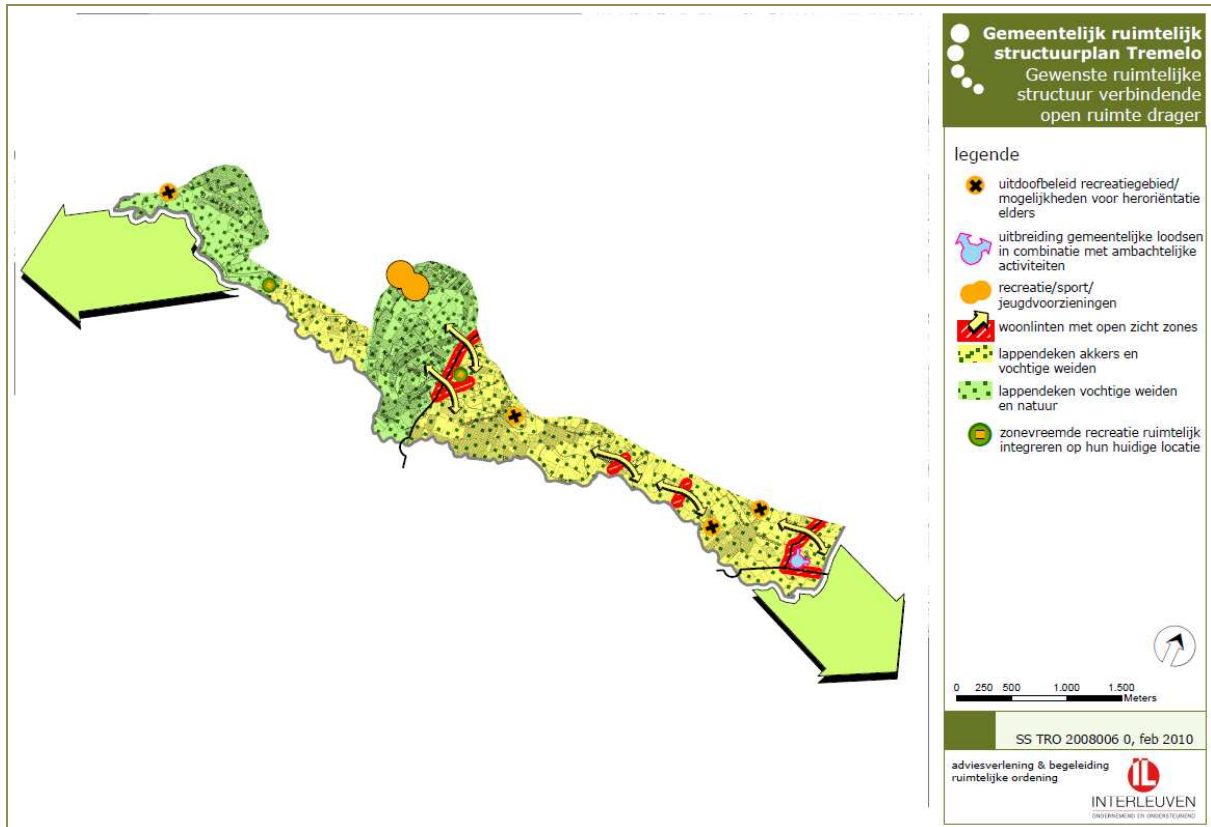 Gemeentelijk ruimtelijk
structuurplan Tremelo
Gewenste ruimtelijke
structuur verbindende
open ruimte drager
legende
uitdoofbeleid recreatiegebied/
mogelijkheden voor heroriëntatie
elders
uitbreiding gemeentelijke loodsen
in combinatie met ambachtelijke
activiteiten
recreatie/sport/
jeugdvoorzieningen
woonlinten met open zicht zones
lappendeken akkers en
vochtige weiden
lappendeken vochtige weiden
en natuur
zonevreemde recreatie ruimtelijk
integreren op hun huidige locatie
0 250 500 1.000 1.500
Meters
SS TRO 2008006 0, feb 2010
adviesverlening & begeleiding
ruimtelijke ordening
INTERLEUVEN
ONDERNEMEND EN ONDERSTEUNEND